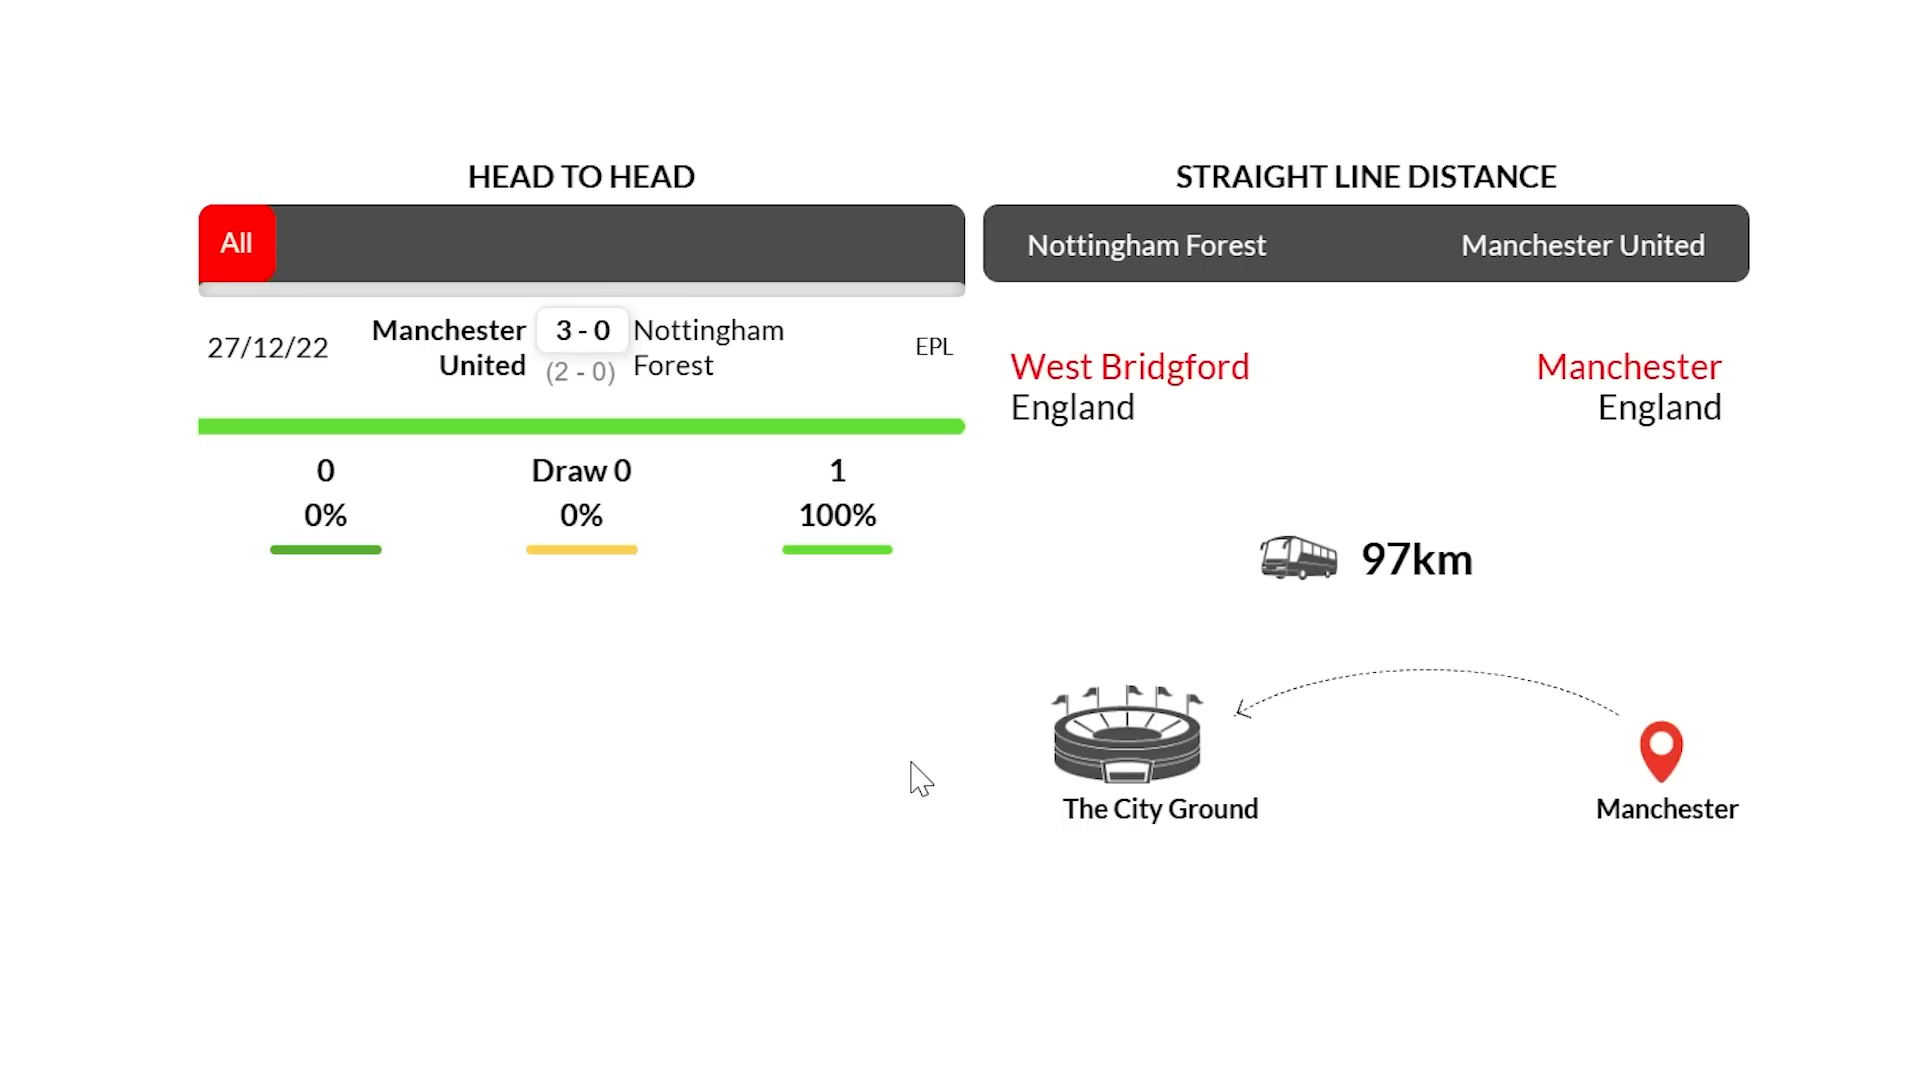 HEAD TO HEAD
All
27/12/22
Manchester
United
3 - 0
(2 - 0)
Nottingham
Forest
EPL
0
Draw 0
1
0%
0%
100%
STRAIGHT LINE DISTANCE
Nottingham Forest
Manchester United
West Bridgford
England
Manchester
England
97km
The City Ground
Manchester